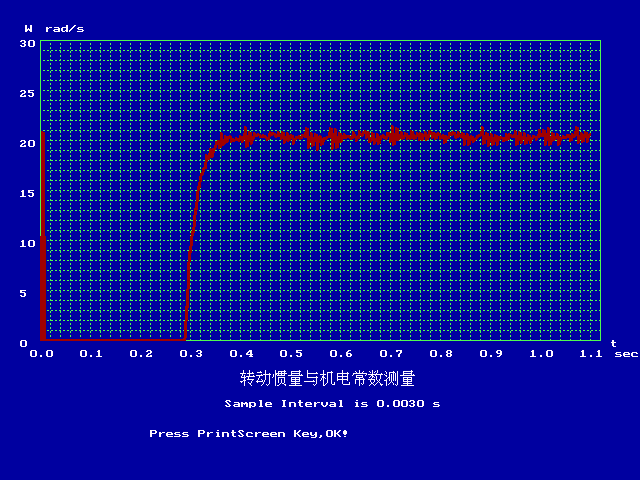 W rad/s
30
25
20
15
10
5
0
0.0 0.1 0.2 0.3 0.4 0.5 0.6 0.7 0.8 0.9 1.0 1.1
t
sec
转动惯量与机电常数测量
Sample Interval is 0.0030 s
Press PrintScreen Key,OK!